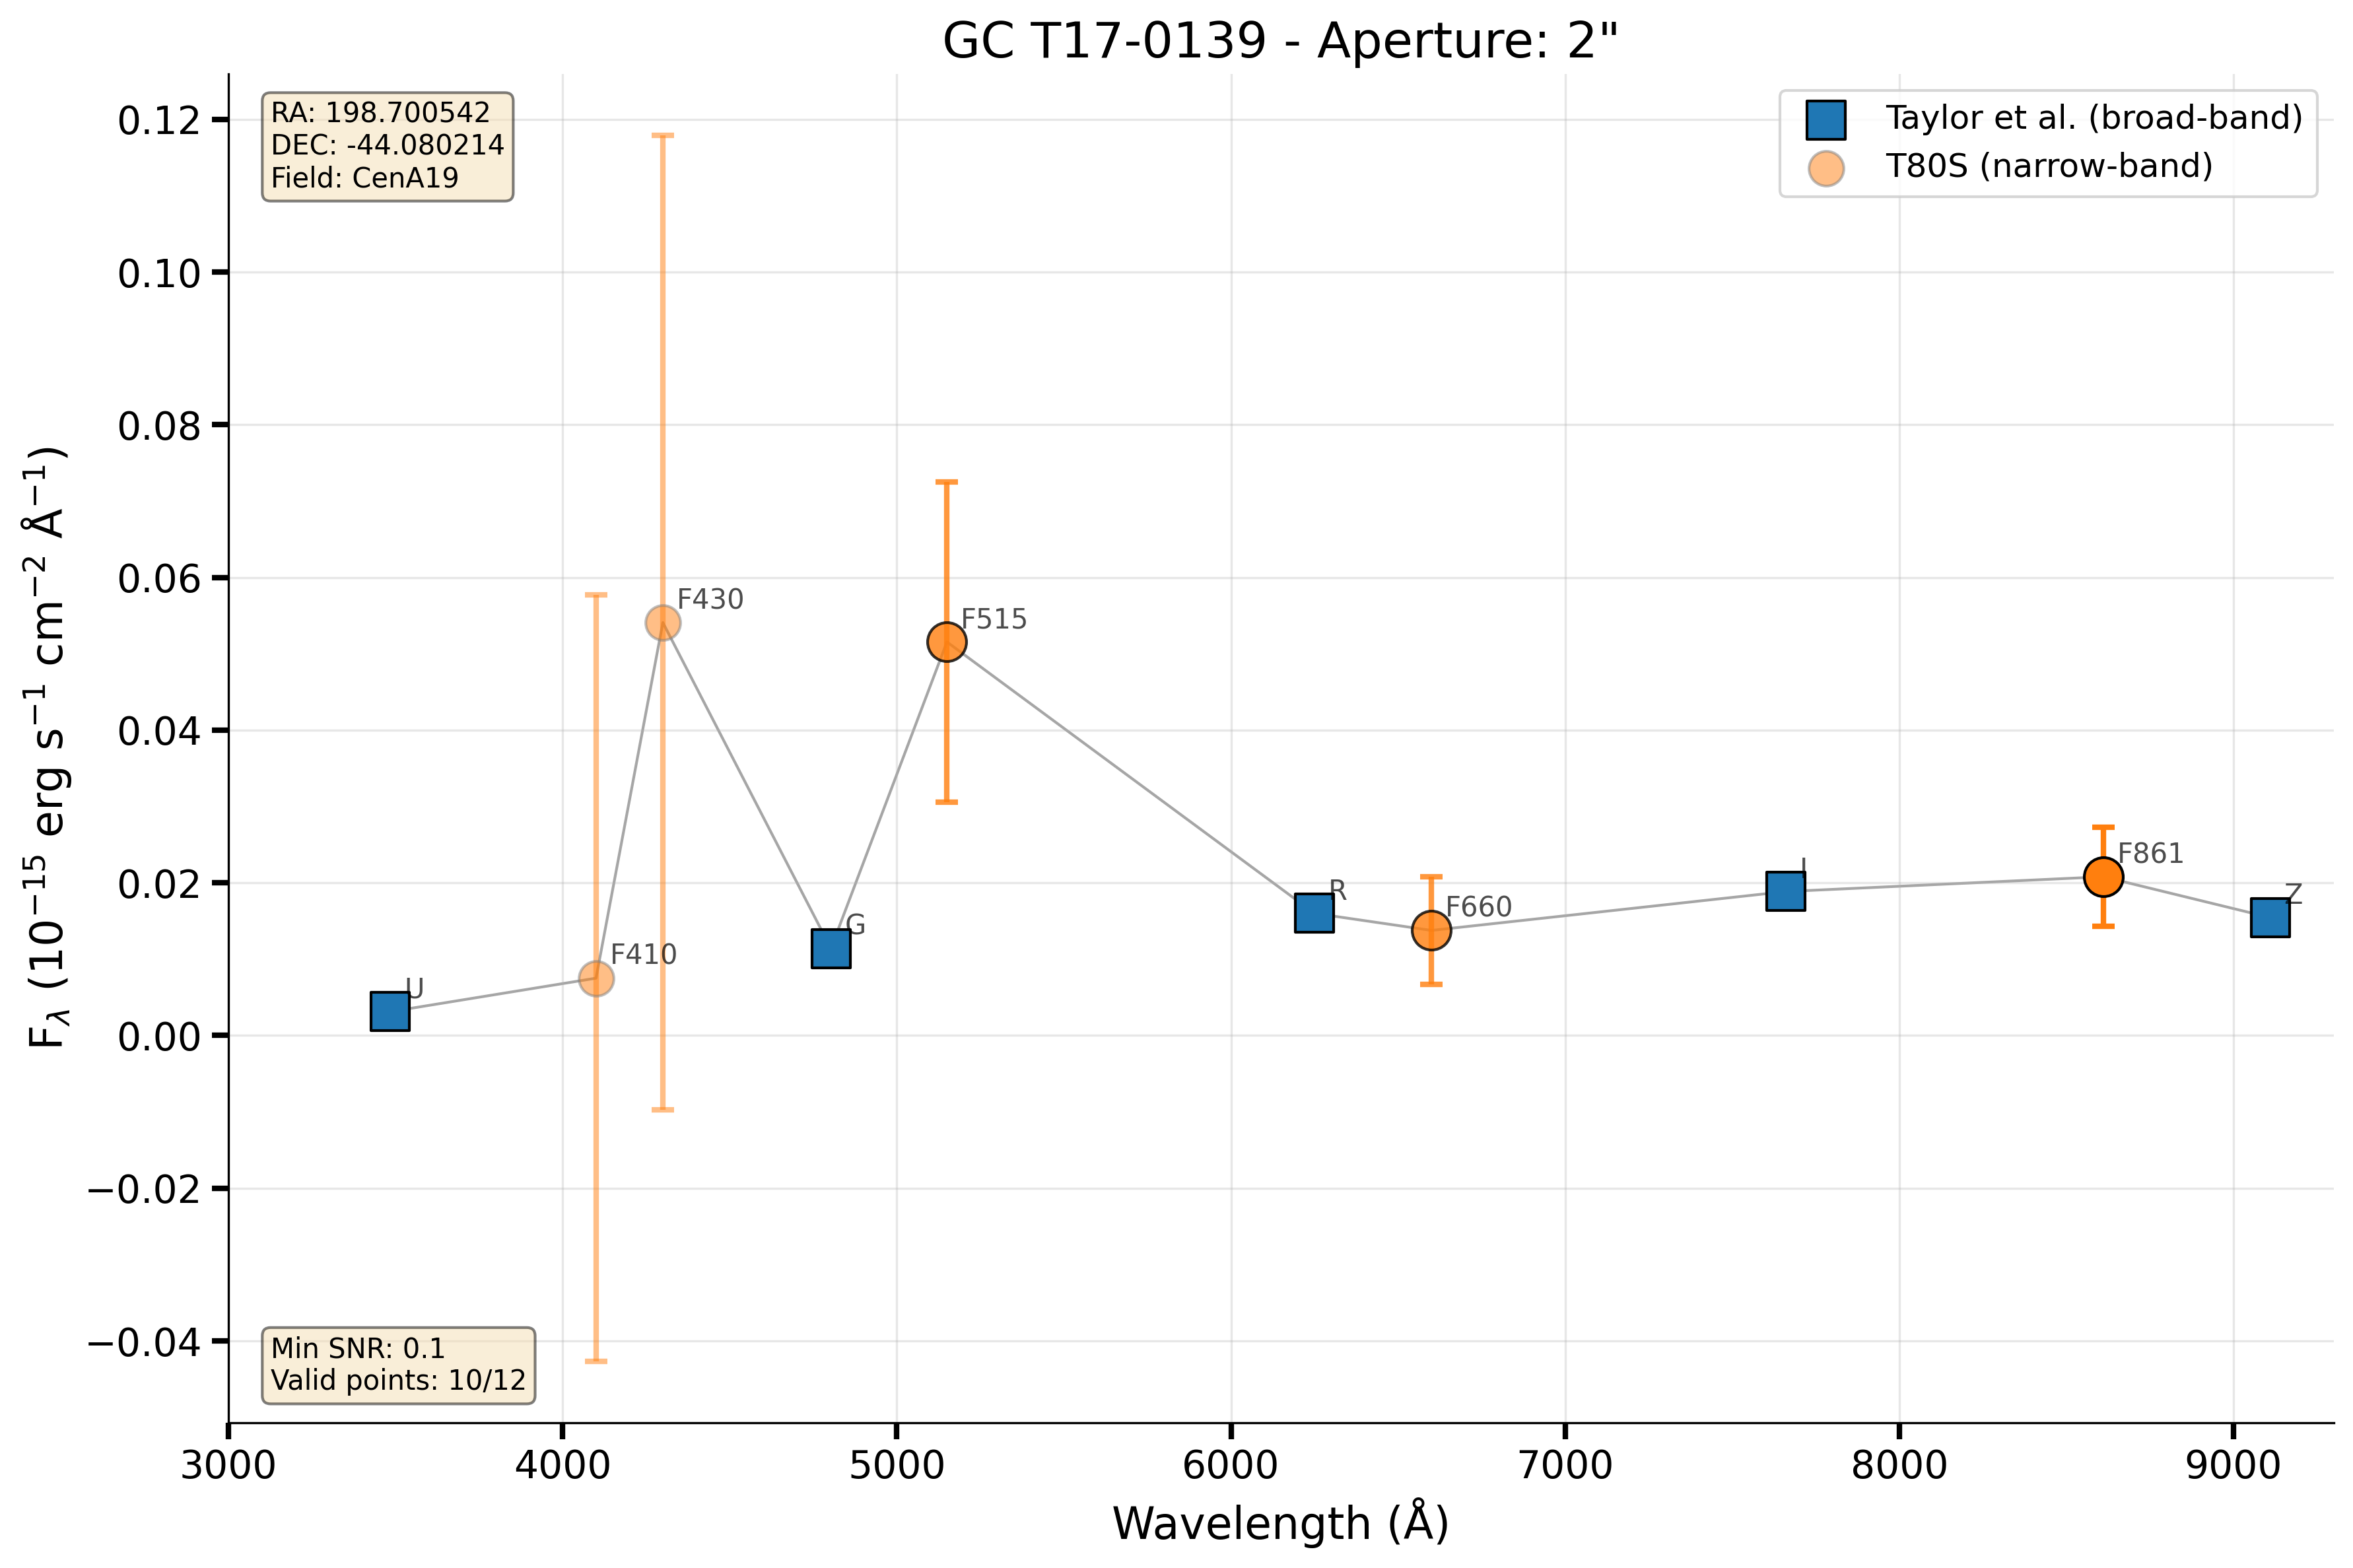 GC T17-0139 - Aperture: 2"
RA: 198.700542
DEC: -44.080214
Field: CenA19
Taylor et al. (broad-band)
T80S (narrow-band)
0.12
0.10
0.08
0.06
0.04
0.02
0.00
−0.02
−0.04
F_λ (10⁻¹⁵ erg s⁻¹ cm⁻² Å⁻¹)
U
F410
F430
G
F515
R
F660
I
F861
Z
Min SNR: 0.1
Valid points: 10/12
3000 4000 5000 6000 7000 8000 9000
Wavelength (Å)